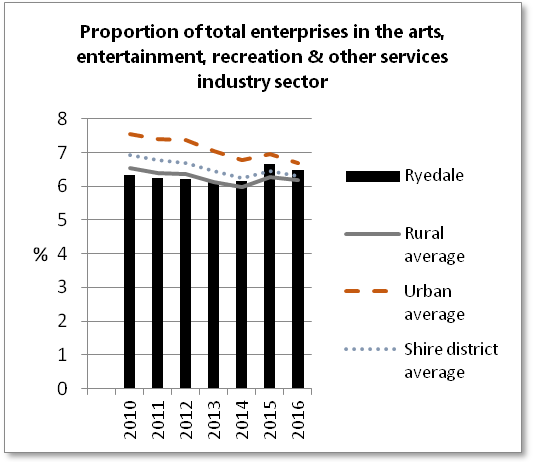 Proportion of total enterprises in the arts,
entertainment, recreation & other services
industry sector
8
7
6
5
4
3
2
1
0
%
2010
2011
2012
2013
2014
2015
2016
Ryedale
Rural
average
Urban
average
Shire district
average